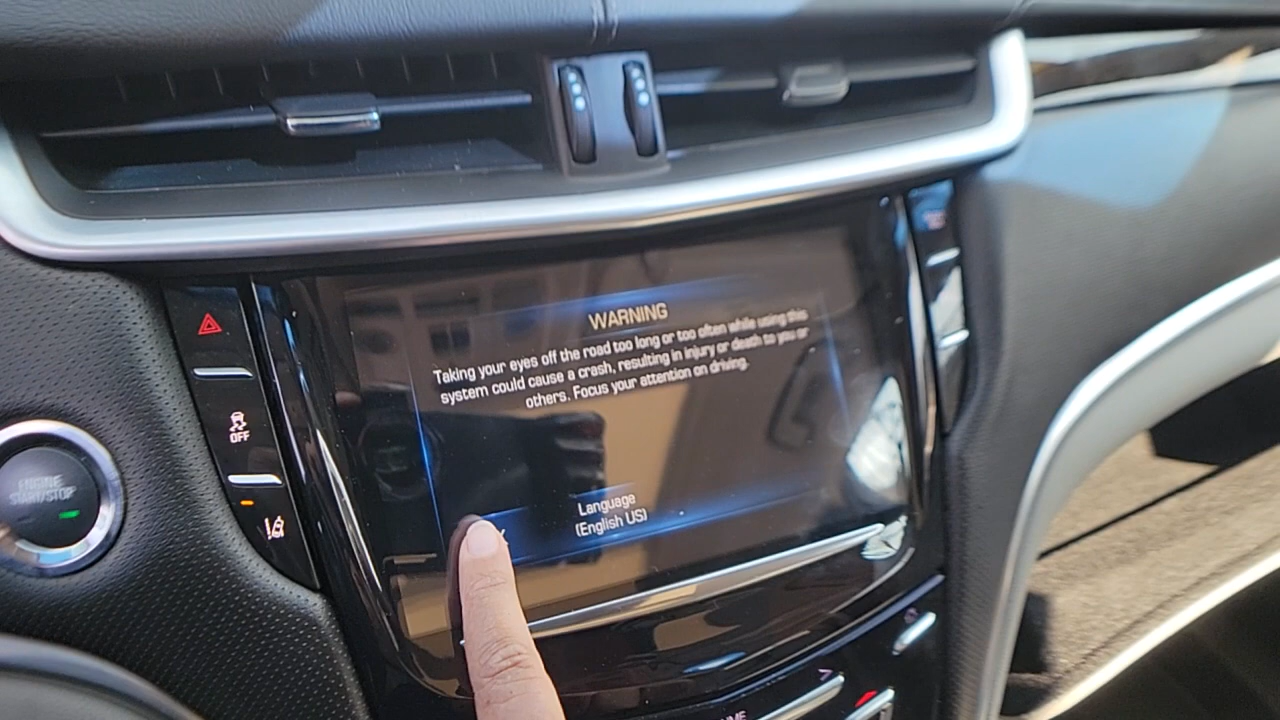 WARNING
Taking your eyes off the road too long or too often while using this
system could cause a crash, resulting in injury or death to you or
others. Focus your attention on driving.
OFF
ENGINE
START/STOP
Language
(English US)